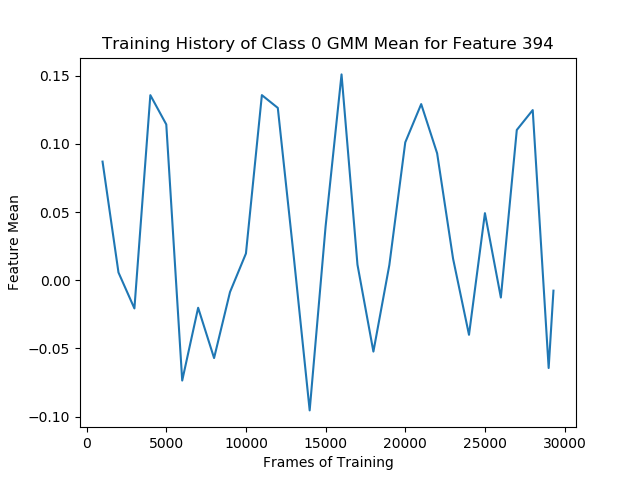 Training History of Class 0 GMM Mean for Feature 394
0.15
0.10
0.05
0.00
−0.05
−0.10
Feature Mean
0 5000 10000 15000 20000 25000 30000
Frames of Training